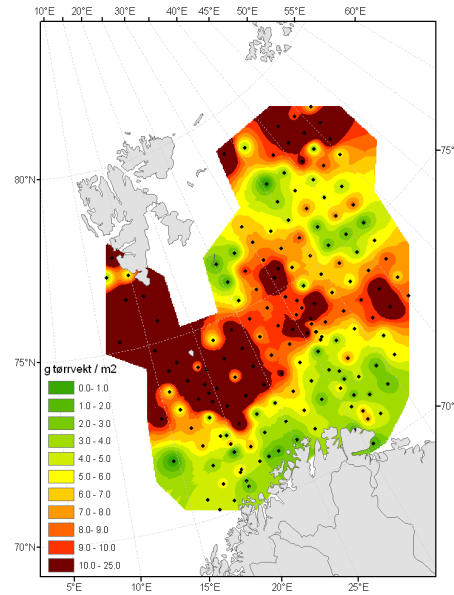 10°E 20°E 30°E 40°E 45°E 50°E 55°E 60°E
80°N
75°
75°N
70°
70°N
g tørrvekt / m2
0.0- 1.0
1.0 - 2.0
2.0 - 3.0
3.0 - 4.0
4.0 - 5.0
5.0 - 6.0
6.0 - 7.0
7.0 - 8.0
8.0- 9.0
9.0 - 10.0
10.0 - 25.0
5°E 10°E 15°E 20°E 25°E